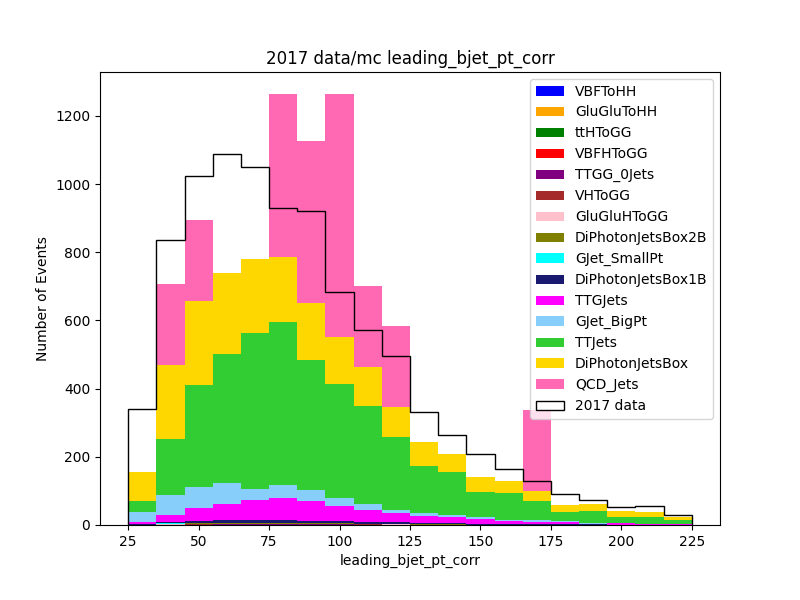 2017 data/mc leading_bjet_pt_corr
VBFToHH
GluGluToHH
ttHToGG
VBFHToGG
TTGG_0Jets
VHToGG
GluGluHToGG
DiPhotonJetsBox2B
GJet_SmallPt
DiPhotonJetsBox1B
TTGJets
GJet_BigPt
TTJets
DiPhotonJetsBox
QCD_Jets
2017 data
Number of Events
1200
1000
800
600
400
200
0
25 50 75 100 125 150 175 200 225
leading_bjet_pt_corr